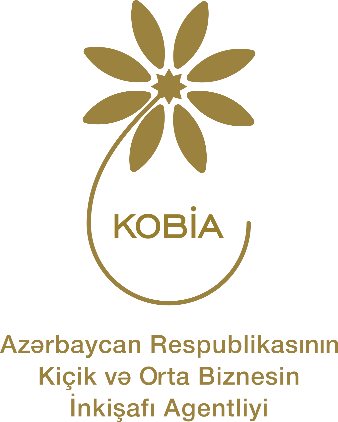 KOBİA
Azərbaycan Respublikasının
Kiçik və Orta Biznesin
İnkişafı Agentliyi